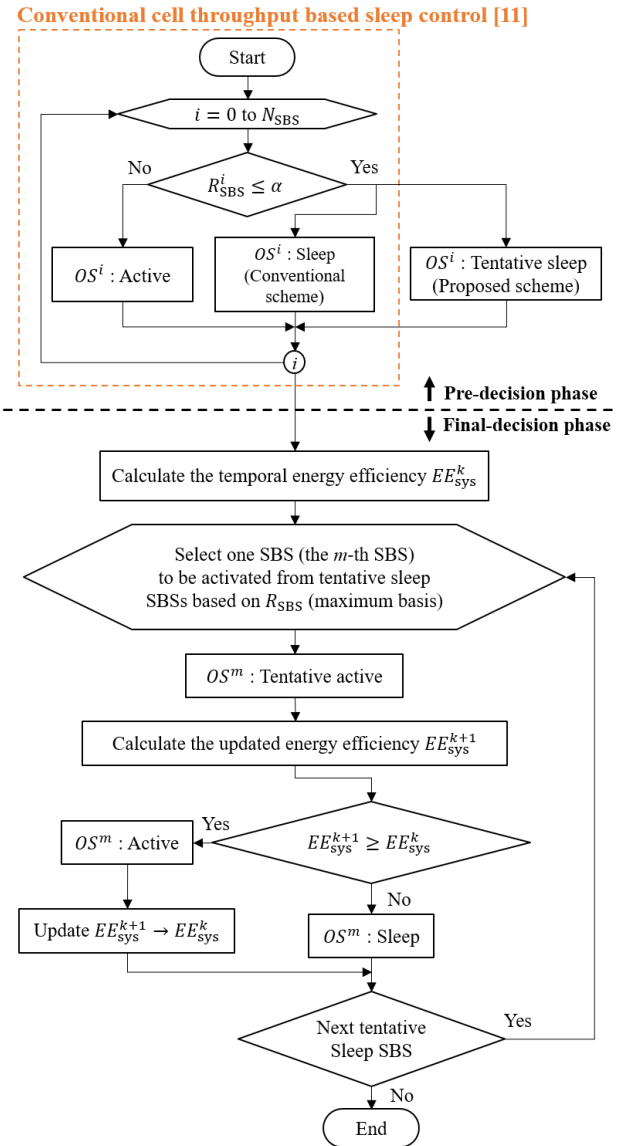 Conventional cell throughput based sleep control [11]
Start
i = 0 to N_SBS
No
Yes
R^i_SBS ≤ α
OS^i : Active
OS^i : Sleep
(Conventional
scheme)
OS^i : Tentative sleep
(Proposed scheme)
i
Pre-decision phase
Final-decision phase
Calculate the temporal energy efficiency EE^k_sys
Select one SBS (the m-th SBS)
to be activated from tentative sleep
SBSs based on R_SBS (maximum basis)
OS^m : Tentative active
Calculate the updated energy efficiency EE^{k+1}_sys
Yes
OS^m : Active
EE^{k+1}_sys ≥ EE^k_sys
No
Update EE^{k+1}_sys → EE^k_sys
OS^m : Sleep
Next tentative
Sleep SBS
Yes
No
End